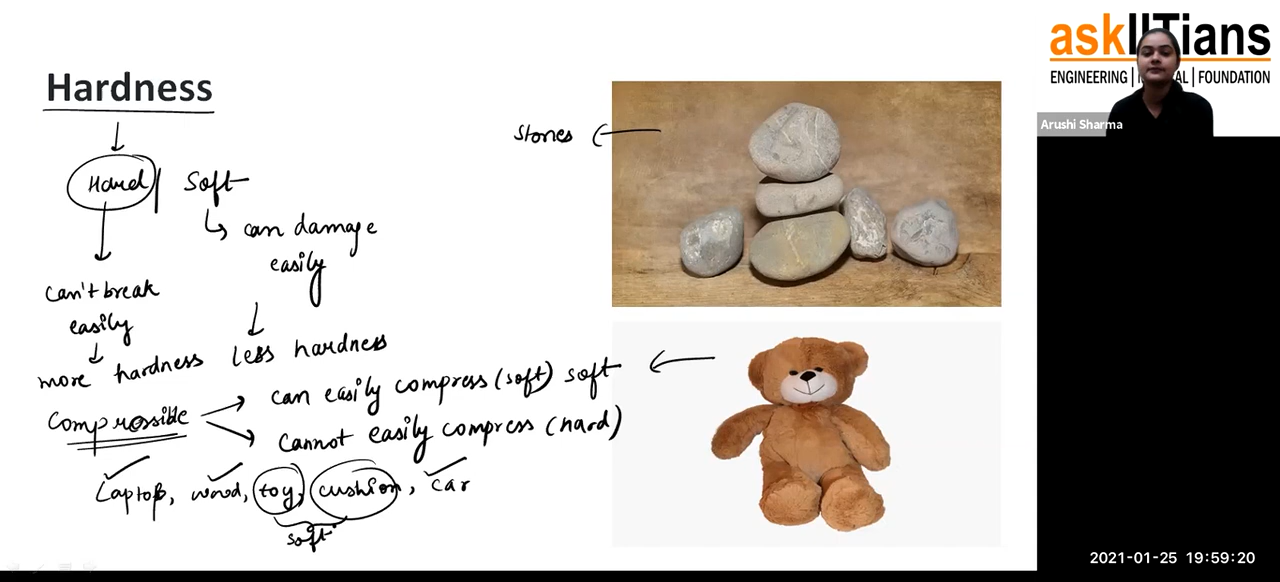 askIITians
ENGINEERING | MEDICAL | FOUNDATION
Arushi Sharma
Hardness
Hard | Soft
can damage
easily
can't break
easily
more hardness
less hardness
Compressible
can easily compress (soft)
cannot easily compress (hard)
Laptop, wood, toy, cushion, car
soft
stones
soft
2021-01-25 19:59:20